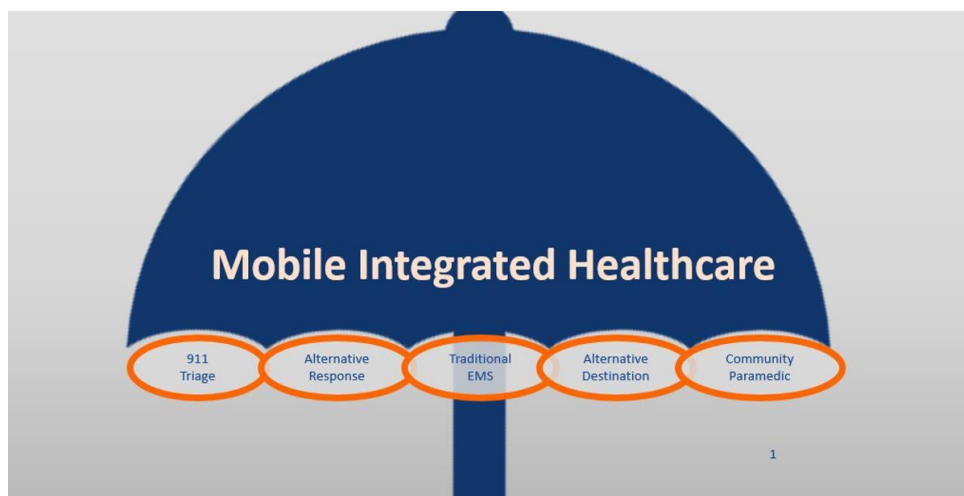 Mobile Integrated Healthcare
911
Triage
Alternative
Response
Traditional
EMS
Alternative
Destination
Community
Paramedic
1